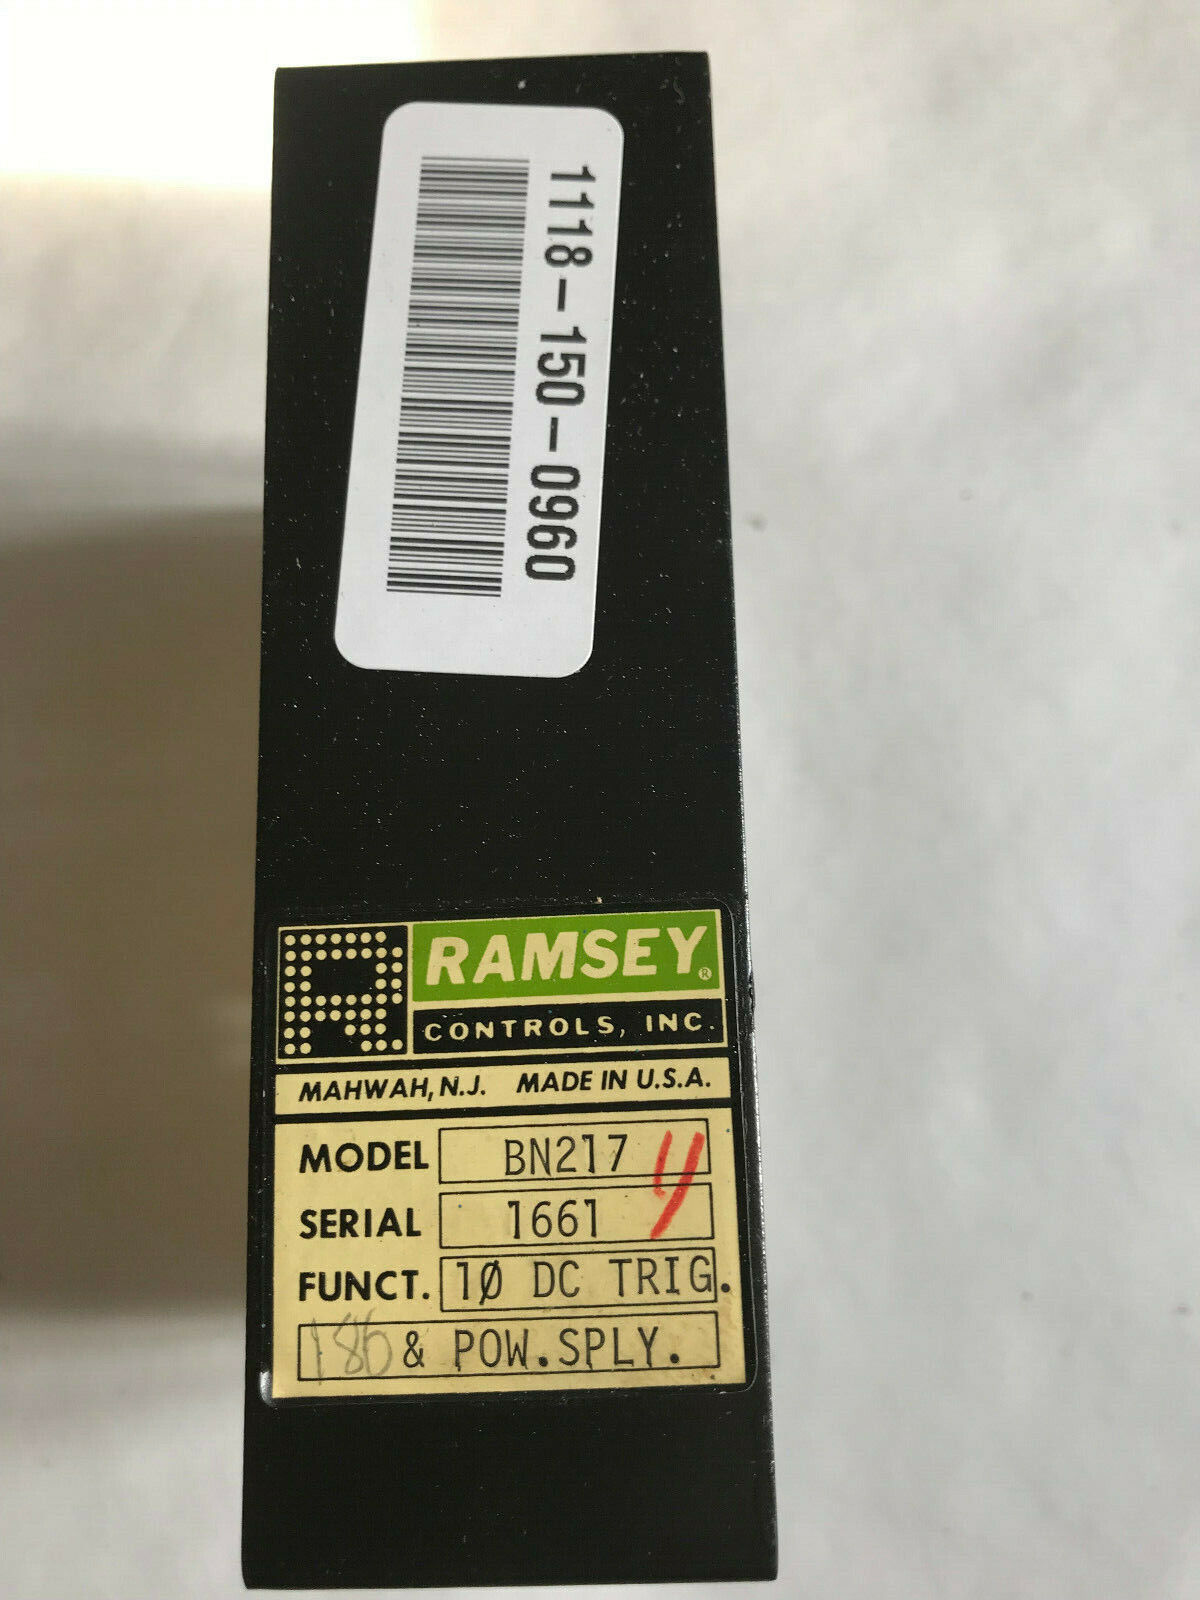 1118-150-0960
RAMSEY®
CONTROLS, INC.
MAHWAH, N.J. MADE IN U.S.A.
MODEL BN217
SERIAL 1661
FUNCT. 1Ø DC TRIG.
186 & POW.SPLY.